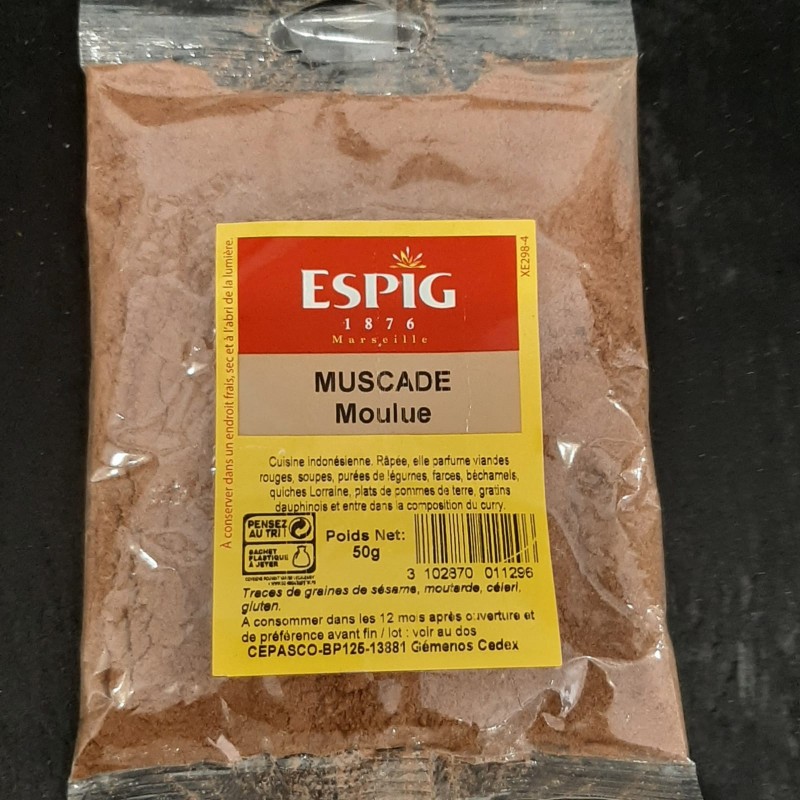 ESPIG
1876
Marseille
XE298-4
À conserver dans un endroit frais, sec et à l'abri de la lumière.
MUSCADE
Moulue
Cuisine indonésienne. Râpée, elle parfume viandes
rouges, soupes, purées de légumes, farces, béchamels,
quiches Lorraine, plats de pommes de terre, gratins
dauphinois et entre dans la composition du curry.
PENSEZ
AU TRI
SACHET
PLASTIQUE
À JETER
Poids Net:
50g
3 102870 011296
Traces de graines de sésame, moutarde, céleri,
gluten.
A consommer dans les 12 mois après ouverture et
de préférence avant fin / lot : voir au dos
CEPASCO-BP125-13881 Gémenos Cedex